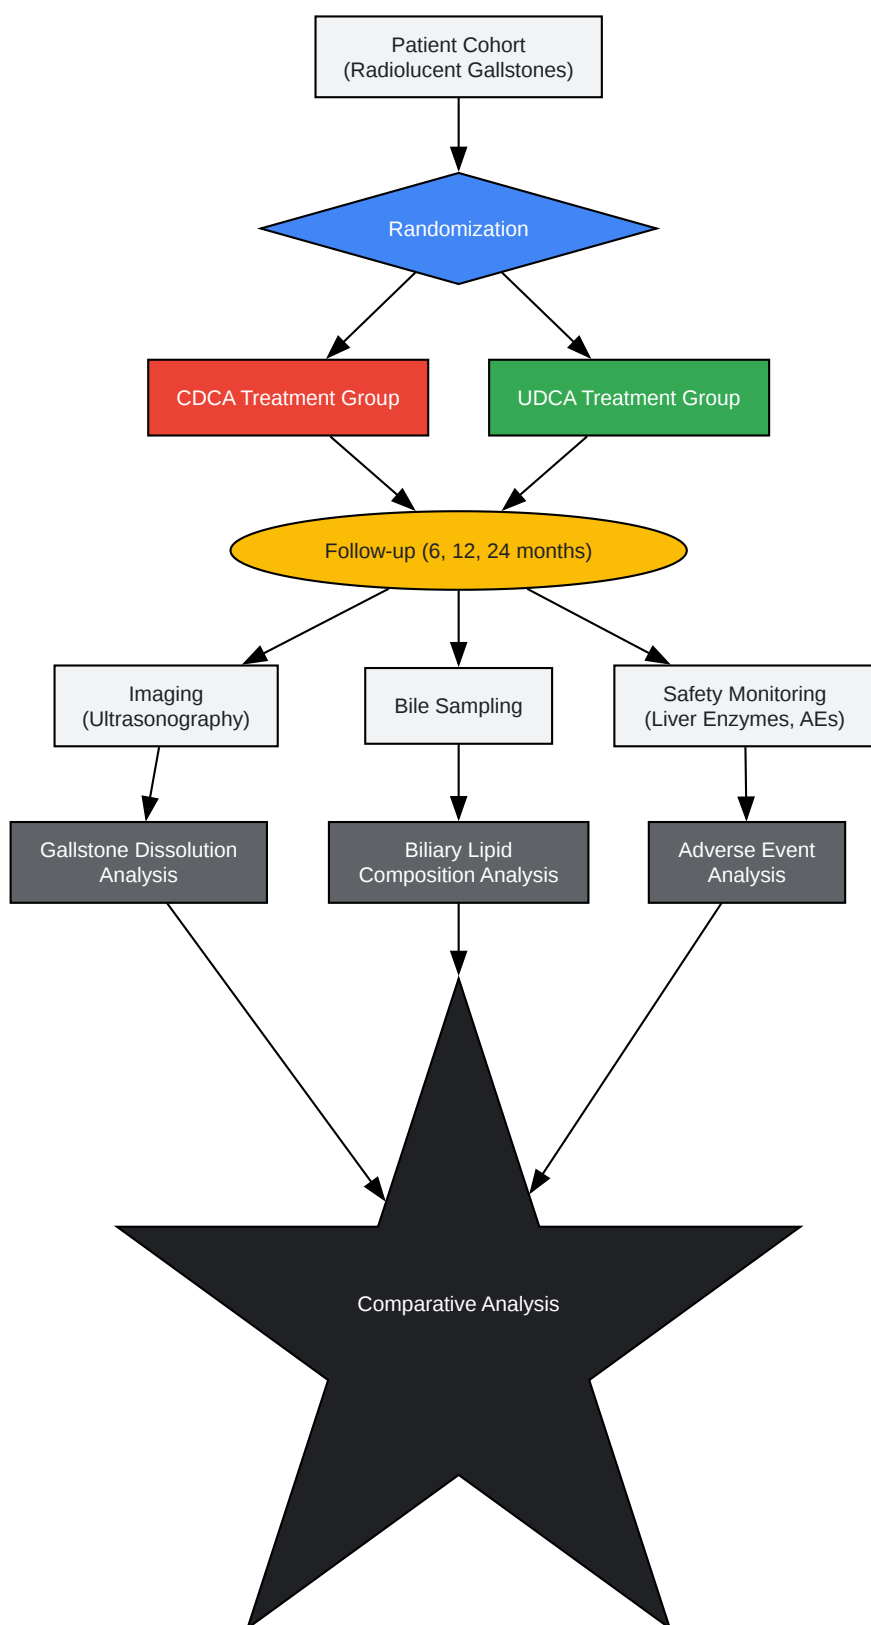 Patient Cohort
(Radiolucent Gallstones)
Randomization
CDCA Treatment Group
UDCA Treatment Group
Follow-up (6, 12, 24 months)
Imaging
(Ultrasonography)
Bile Sampling
Safety Monitoring
(Liver Enzymes, AEs)
Gallstone Dissolution
Analysis
Biliary Lipid
Composition Analysis
Adverse Event
Analysis
Comparative Analysis